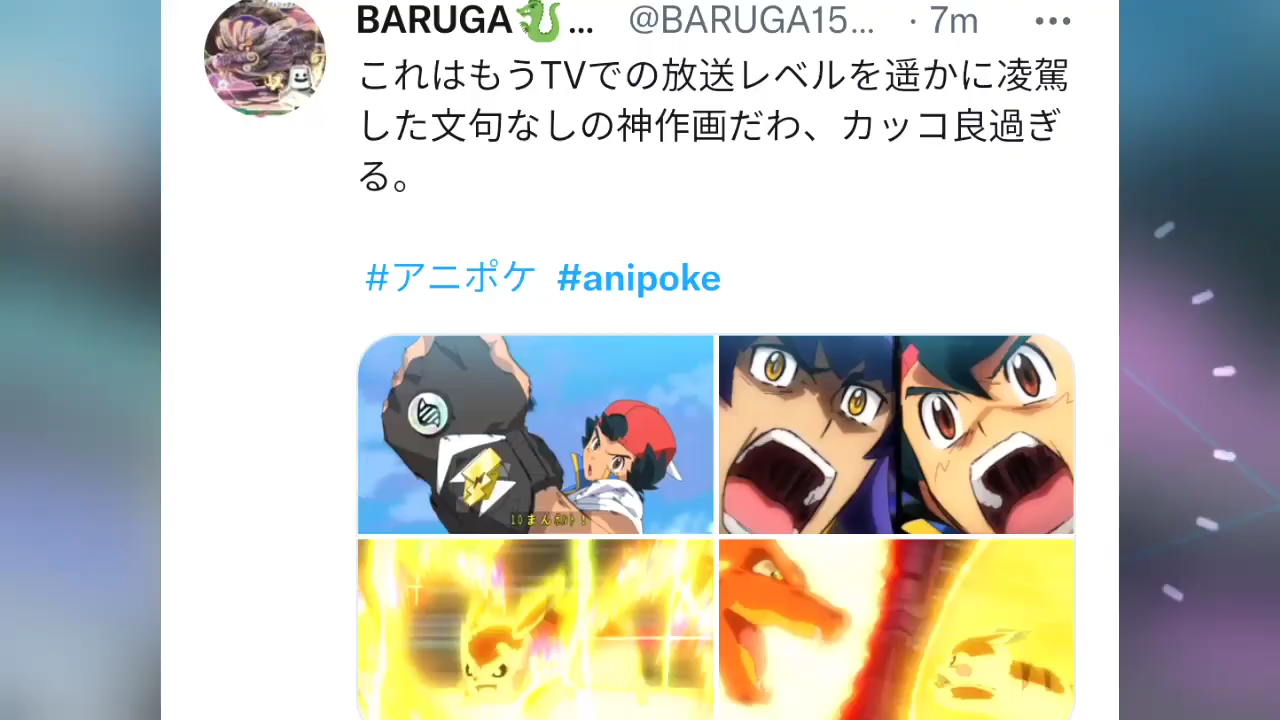 BARUGA🐉... @BARUGA15... · 7m
これはもうTVでの放送レベルを遥かに凌駕
した文句なしの神作画だわ、カッコ良過ぎ
る。
#アニポケ #anipoke
10まんボルト!